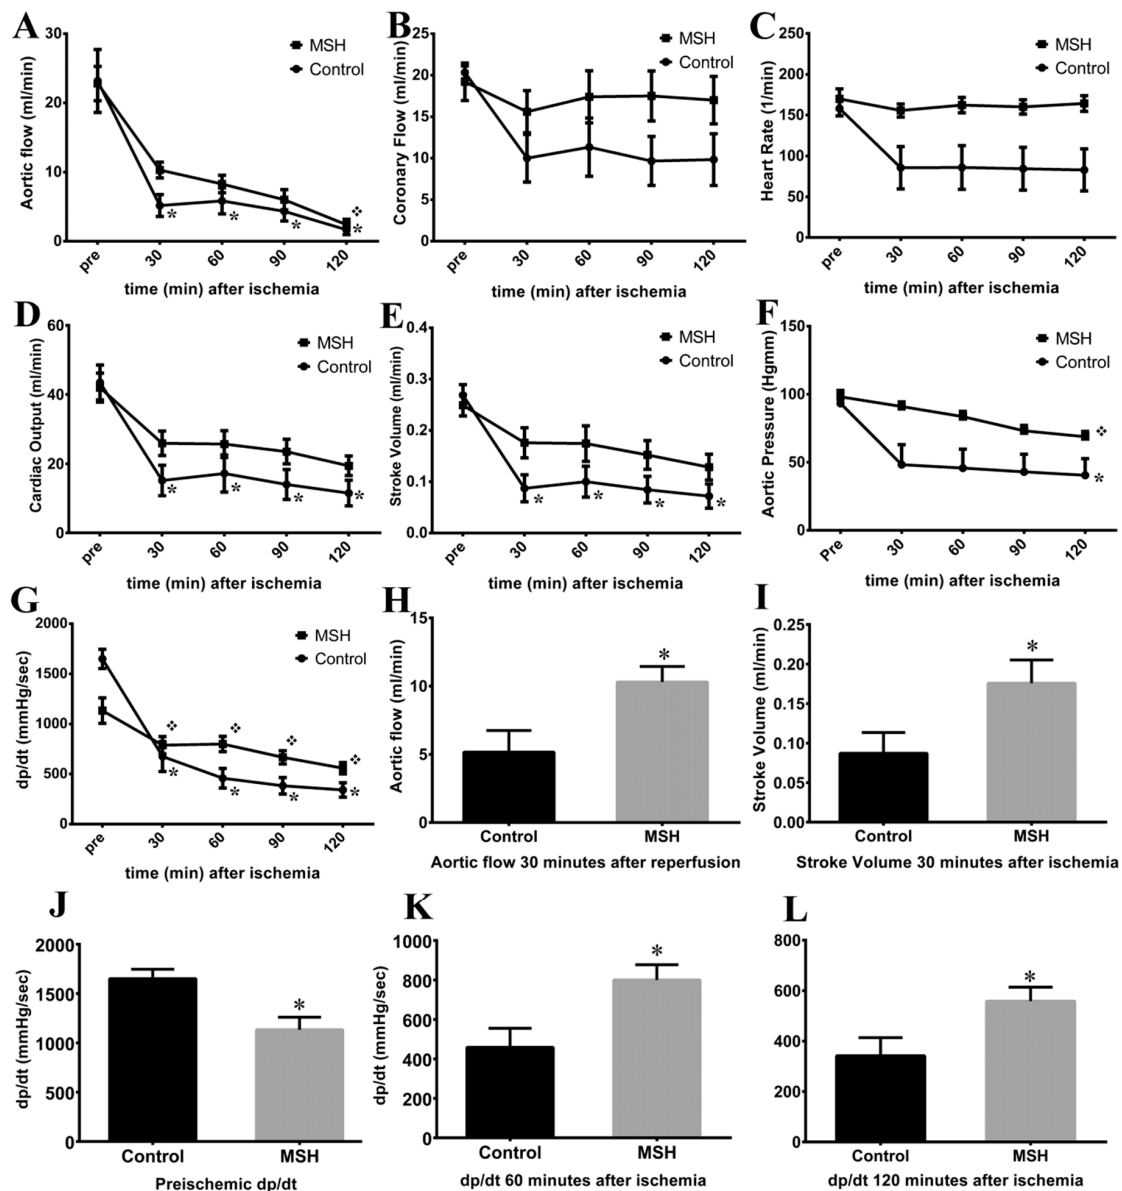 A
Aortic flow (ml/min)
30
20
10
0
MSH
Control
*
*
*
❖
*
pre
30
60
90
120
time (min) after ischemia
B
Coronary Flow (ml/min)
25
20
15
10
5
0
MSH
Control
pre
30
60
90
120
time (min) after ischemia
C
Heart Rate (1/min)
250
200
150
100
50
0
MSH
Control
pre
30
60
90
120
time (min) after ischemia
D
Cardiac Output (ml/min)
60
40
20
0
MSH
Control
*
*
*
*
pre
30
60
90
120
time (min) after ischemia
E
Stroke Volume (ml/min)
0.4
0.3
0.2
0.1
0.0
MSH
Control
*
*
*
*
pre
30
60
90
120
time (min) after ischemia
F
Aortic Pressure (Hgmm)
150
100
50
0
MSH
Control
❖
*
Pre
30
60
90
120
time (min) after ischemia
G
dp/dt (mmHg/sec)
2000
1500
1000
500
0
MSH
Control
❖
❖
❖
❖
*
*
*
*
pre
30
60
90
120
time (min) after ischemia
H
Aortic flow (ml/min)
15
10
5
0
*
Control
MSH
Aortic flow 30 minutes after reperfusion
I
Stroke Volume (ml/min)
0.25
0.20
0.15
0.10
0.05
0.00
*
Control
MSH
Stroke Volume 30 minutes after ischemia
J
dp/dt (mmHg/sec)
2000
1500
1000
500
0
*
Control
MSH
Preischemic dp/dt
K
dp/dt (mmHg/sec)
1000
800
600
400
200
0
*
Control
MSH
dp/dt 60 minutes after ischemia
L
dp/dt (mmHg/sec)
800
600
400
200
0
*
Control
MSH
dp/dt 120 minutes after ischemia